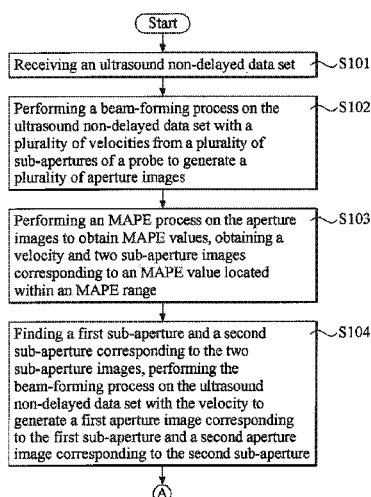 Start
Receiving an ultrasound non-delayed data set
S101
Performing a beam-forming process on the
ultrasound non-delayed data set with a
plurality of velocities from a plurality of
sub-apertures of a probe to generate a
plurality of aperture images
S102
Performing an MAPE process on the aperture
images to obtain MAPE values, obtaining a
velocity and two sub-aperture images
corresponding to an MAPE value located
within an MAPE range
S103
Finding a first sub-aperture and a second
sub-aperture corresponding to the two
sub-aperture images, performing the
beam-forming process on the ultrasound
non-delayed data set with the velocity to
generate a first aperture image corresponding
to the first sub-aperture and a second aperture
image corresponding to the second sub-aperture
S104
A